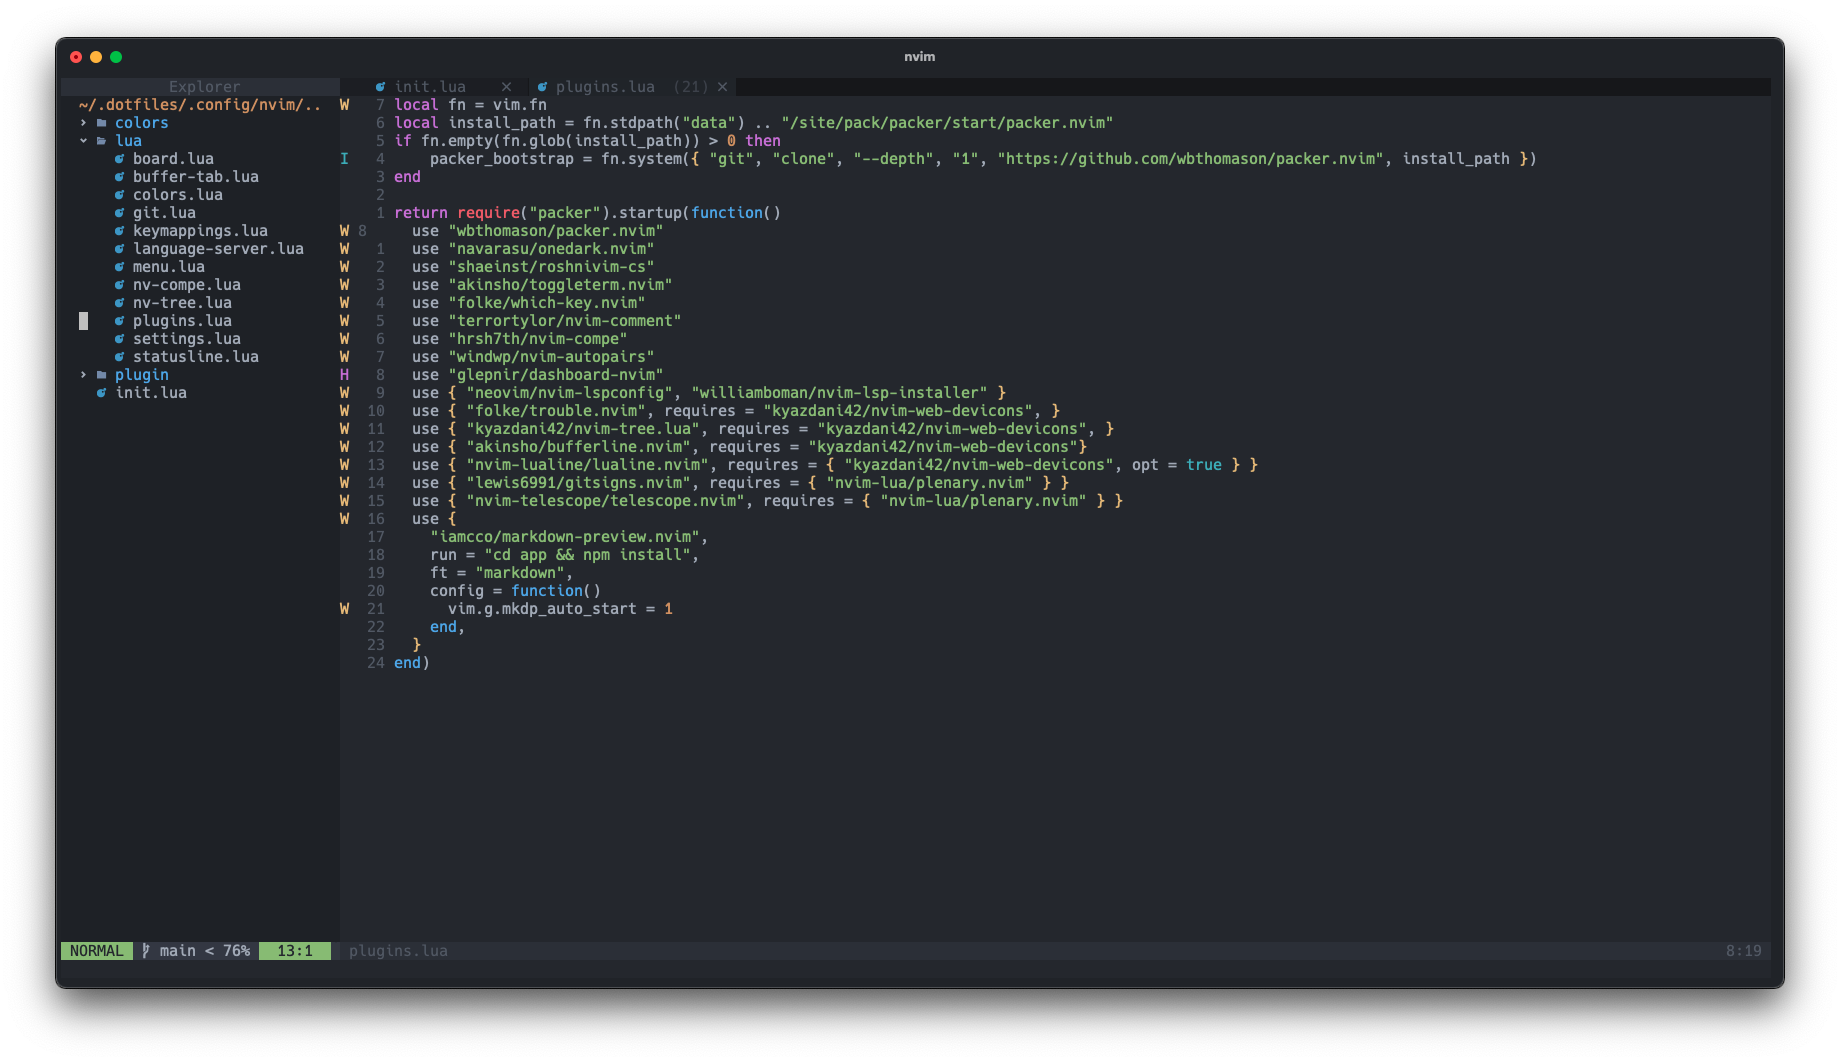 nvim
Explorer
init.lua ✕ plugins.lua (21) ✕
~/.dotfiles/.config/nvim/..
› colors
⌄ lua
board.lua
buffer-tab.lua
colors.lua
git.lua
keymappings.lua
language-server.lua
menu.lua
nv-compe.lua
nv-tree.lua
plugins.lua
settings.lua
statusline.lua
› plugin
init.lua
W 7 local fn = vim.fn
6 local install_path = fn.stdpath("data") .. "/site/pack/packer/start/packer.nvim"
5 if fn.empty(fn.glob(install_path)) > 0 then
I 4     packer_bootstrap = fn.system({ "git", "clone", "--depth", "1", "https://github.com/wbthomason/packer.nvim", install_path })
3 end
2
1 return require("packer").startup(function()
W 8   use "wbthomason/packer.nvim"
W 1   use "navarasu/onedark.nvim"
W 2   use "shaeinst/roshnivim-cs"
W 3   use "akinsho/toggleterm.nvim"
W 4   use "folke/which-key.nvim"
W 5   use "terrortylor/nvim-comment"
W 6   use "hrsh7th/nvim-compe"
W 7   use "windwp/nvim-autopairs"
H 8   use "glepnir/dashboard-nvim"
W 9   use { "neovim/nvim-lspconfig", "williamboman/nvim-lsp-installer" }
W 10   use { "folke/trouble.nvim", requires = "kyazdani42/nvim-web-devicons", }
W 11   use { "kyazdani42/nvim-tree.lua", requires = "kyazdani42/nvim-web-devicons", }
W 12   use { "akinsho/bufferline.nvim", requires = "kyazdani42/nvim-web-devicons"}
W 13   use { "nvim-lualine/lualine.nvim", requires = { "kyazdani42/nvim-web-devicons", opt = true } }
W 14   use { "lewis6991/gitsigns.nvim", requires = { "nvim-lua/plenary.nvim" } }
W 15   use { "nvim-telescope/telescope.nvim", requires = { "nvim-lua/plenary.nvim" } }
W 16   use {
17     "iamcco/markdown-preview.nvim",
18     run = "cd app && npm install",
19     ft = "markdown",
20     config = function()
W 21       vim.g.mkdp_auto_start = 1
22     end,
23   }
24 end)
NORMAL main < 76% 13:1 plugins.lua 8:19